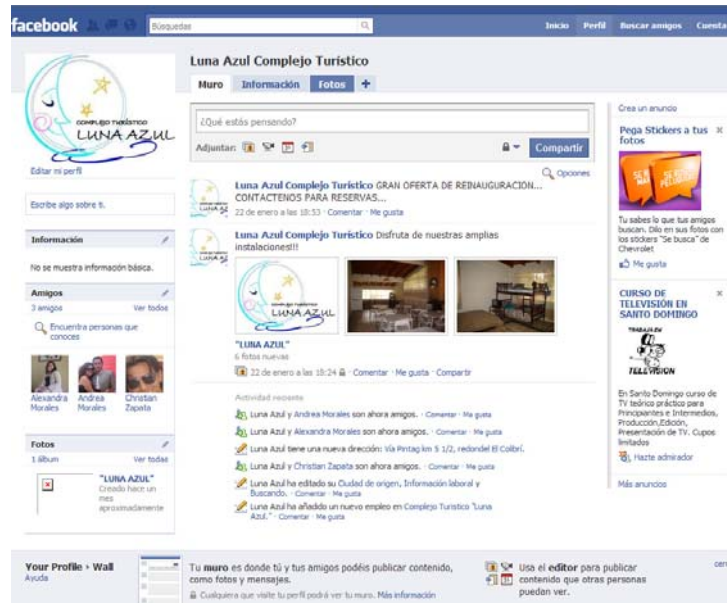 facebook
Búsquedas
Inicio Perfil Buscar amigos Cuenta
COMPLEJO TURÍSTICO
LUNA AZUL
Editar mi perfil
Escribe algo sobre ti.
Información
No se muestra información básica.
Amigos
3 amigos Ver todos
Encuentra personas que
conoces
Alexandra
Morales
Andrea
Morales
Christian
Zapata
Fotos
1 álbum Ver todas
"LUNA AZUL"
Creado hace un
mes
aproximadamente
Luna Azul Complejo Turístico
Muro Información Fotos +
¿Qué estás pensando?
Adjuntar: Compartir
Opciones
Luna Azul Complejo Turístico GRAN OFERTA DE REINAUGURACION...
CONTACTENOS PARA RESERVAS...
22 de enero a las 18:53 · Comentar · Me gusta
Luna Azul Complejo Turístico Disfruta de nuestras amplias
instalaciones!!!
LUNA AZUL
"LUNA AZUL"
6 fotos nuevas
22 de enero a las 18:24 · Comentar · Me gusta · Compartir
Actividad reciente
Luna Azul y Andrea Morales son ahora amigos. · Comentar · Me gusta
Luna Azul y Alexandra Morales son ahora amigos. · Comentar · Me gusta
Luna Azul tiene una nueva dirección: Vía Pintag km 5 1/2, redondel El Colibrí.
Luna Azul y Christian Zapata son ahora amigos. · Comentar · Me gusta
Luna Azul ha editado su Ciudad de origen, Información laboral y
Buscando. · Comentar · Me gusta
Luna Azul ha añadido un nuevo empleo en Complejo Turistico "Luna
Azul." · Comentar · Me gusta
Crea un anuncio
Pega Stickers a tus
fotos
Tu sabes lo que tus amigos
buscan. Dilo en sus fotos con
los stickers "Se busca" de
Chevrolet
Me gusta
CURSO DE
TELEVISIÓN EN
SANTO DOMINGO
TRABAJA EN
TELEVISION
En Santo Domingo curso de
TV teórico práctico para
Principiantes e Intermedios,
Producción,Edición,
Presentación de TV. Cupos
limitados
Hazte admirador
Más anuncios
Your Profile › Wall
Ayuda
Tu muro es donde tú y tus amigos podéis publicar contenido,
como fotos y mensajes.
Cualquiera que visite tu perfil podrá ver tu muro. Más información
Usa el editor para publicar
contenido que otras personas
puedan ver.